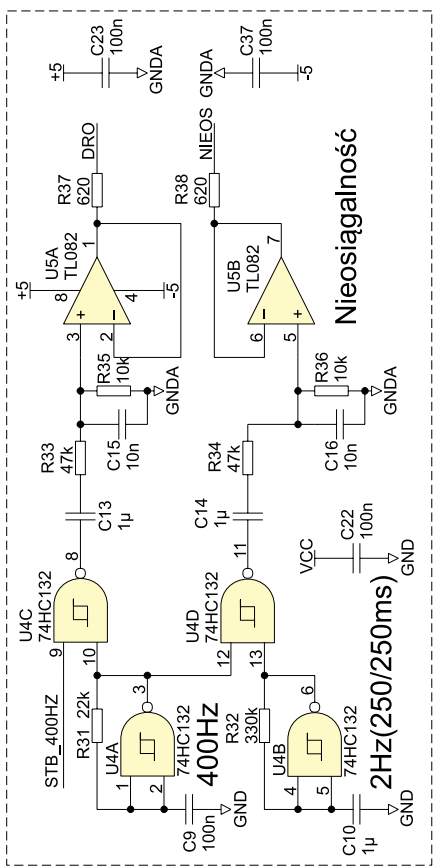 STB_400HZ
9
10
U4C
74HC132
8
C13
1µ
R33
47k
C15
10n
R35
10k
GNDA
+5
3
2
8
4
-5
U5A
TL082
1
R37
620
DRO
+5
C23
100n
GNDA
R31 22k
1
2
U4A
74HC132
3
C9
100n
GND
400Hz
12
13
U4D
74HC132
11
C14
1µ
R34
47k
C16
10n
R36
10k
GNDA
6
5
U5B
TL082
7
R38
620
NIEOS
GNDA
C37
100n
-5
R32
330k
4
5
U4B
74HC132
6
C10
1µ
GND
2Hz(250/250ms)
VCC
C22
100n
GND
Nieosiągalność